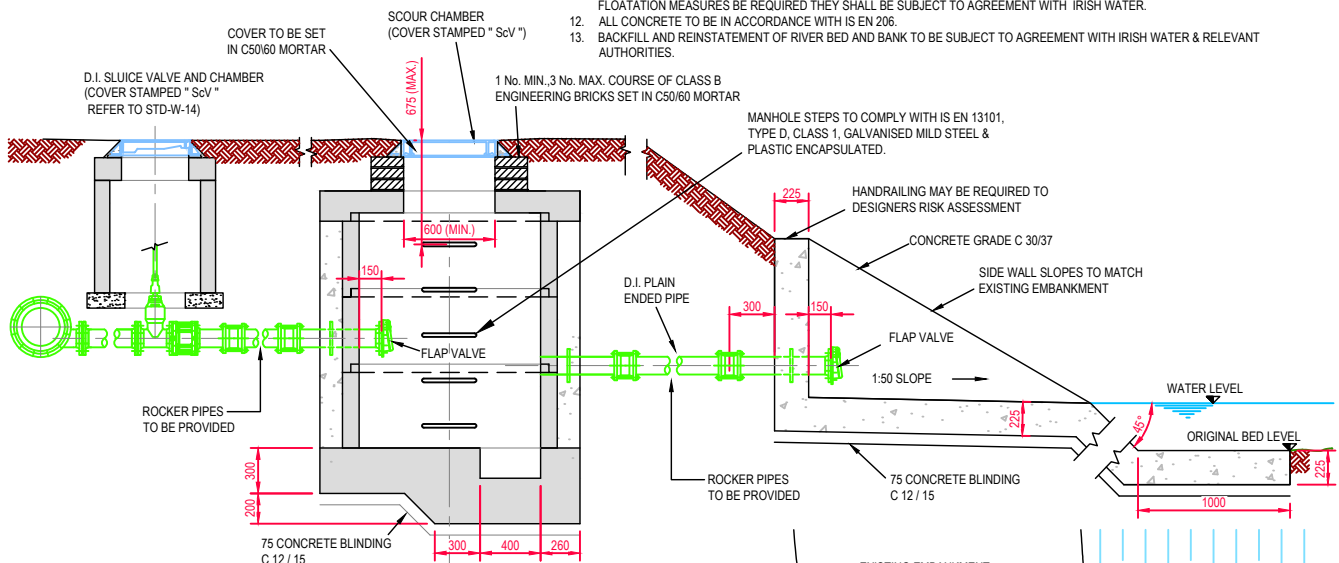 FLOATATION MEASURES BE REQUIRED THEY SHALL BE SUBJECT TO AGREEMENT WITH IRISH WATER.
12. ALL CONCRETE TO BE IN ACCORDANCE WITH IS EN 206.
13. BACKFILL AND REINSTATEMENT OF RIVER BED AND BANK TO BE SUBJECT TO AGREEMENT WITH IRISH WATER & RELEVANT
AUTHORITIES.
SCOUR CHAMBER
(COVER STAMPED " ScV ")
COVER TO BE SET
IN C50\60 MORTAR
D.I. SLUICE VALVE AND CHAMBER
(COVER STAMPED " ScV "
REFER TO STD-W-14)
675 (MAX.)
1 No. MIN.,3 No. MAX. COURSE OF CLASS B
ENGINEERING BRICKS SET IN C50/60 MORTAR
MANHOLE STEPS TO COMPLY WITH IS EN 13101,
TYPE D, CLASS 1, GALVANISED MILD STEEL &
PLASTIC ENCAPSULATED.
225
HANDRAILING MAY BE REQUIRED TO
DESIGNERS RISK ASSESSMENT
CONCRETE GRADE C 30/37
SIDE WALL SLOPES TO MATCH
EXISTING EMBANKMENT
600 (MIN.)
150
D.I. PLAIN
ENDED PIPE
300
150
FLAP VALVE
FLAP VALVE
1:50 SLOPE
WATER LEVEL
ROCKER PIPES
TO BE PROVIDED
225
45°
ORIGINAL BED LEVEL
225
300
200
ROCKER PIPES
TO BE PROVIDED
75 CONCRETE BLINDING
C 12 / 15
1000
75 CONCRETE BLINDING
C 12 / 15
300
400
260
EXISTING EMBANKMENT